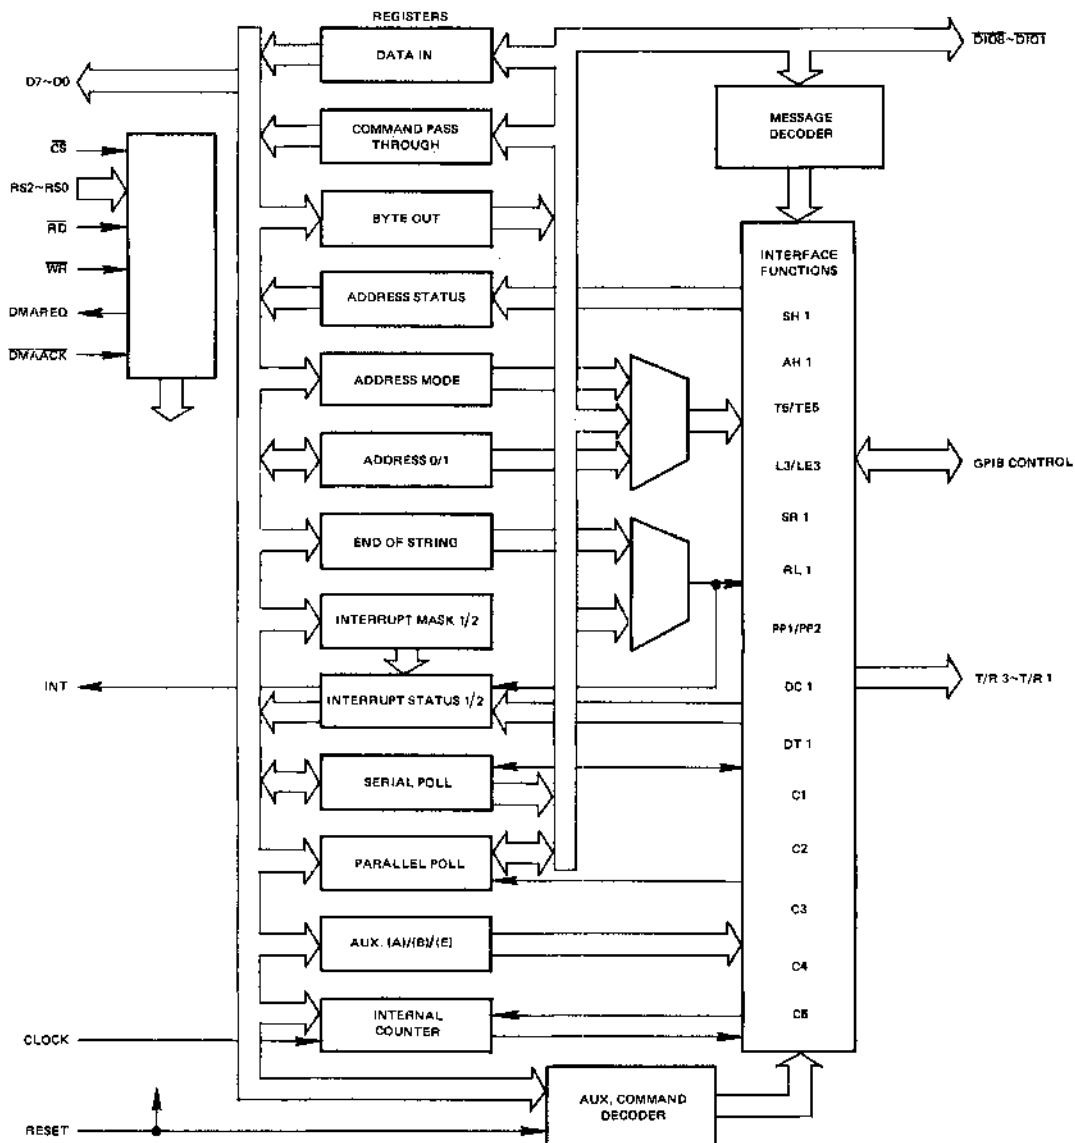 REGISTERS
DATA IN
DIO8~DIO1
D7~D0
MESSAGE
DECODER
COMMAND PASS
THROUGH
CS
RS2~RS0
BYTE OUT
RD
INTERFACE
FUNCTIONS
WR
ADDRESS STATUS
DMAREQ
SH 1
DMAACK
AH 1
ADDRESS MODE
T5/TE5
ADDRESS 0/1
L3/LE3
GPIB CONTROL
SR 1
END OF STRING
RL 1
INTERRUPT MASK 1/2
PP1/PP2
INT
INTERRUPT STATUS 1/2
DC 1
T/R 3~T/R 1
DT 1
SERIAL POLL
C1
C2
PARALLEL POLL
C3
AUX. (A)/(B)/(E)
C4
INTERNAL
COUNTER
C5
CLOCK
AUX, COMMAND
DECODER
RESET